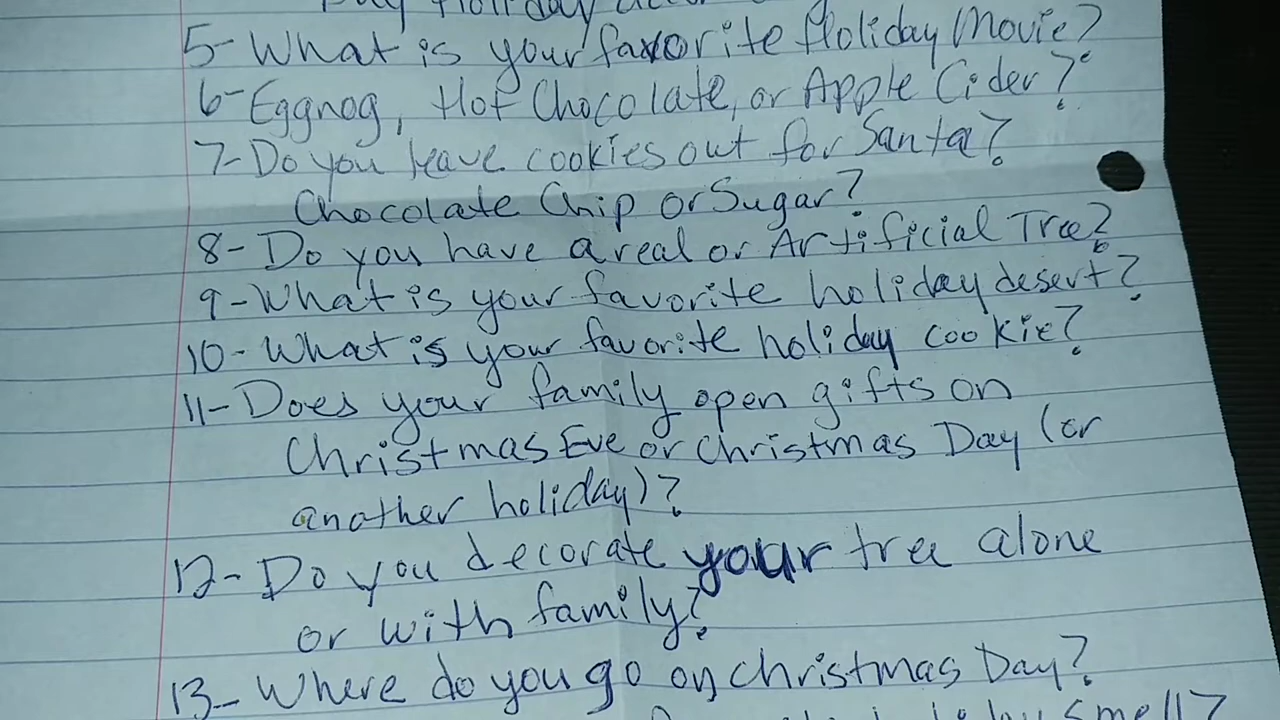 Day Holiday
5- What is your favorite Holiday Movie?
6- Eggnog, Hot Chocolate, or Apple Cider?
7- Do you leave cookies out for Santa?
Chocolate Chip or Sugar?
8- Do you have a real or Artificial Tree?
9- What is your favorite holiday desert?
10- What is your favorite holiday cookie?
11- Does your family open gifts on
Christmas Eve or Christmas Day (or
another holiday)?
12- Do you decorate your tree alone
or with family?
13- Where do you go on Christmas Day?
smell?